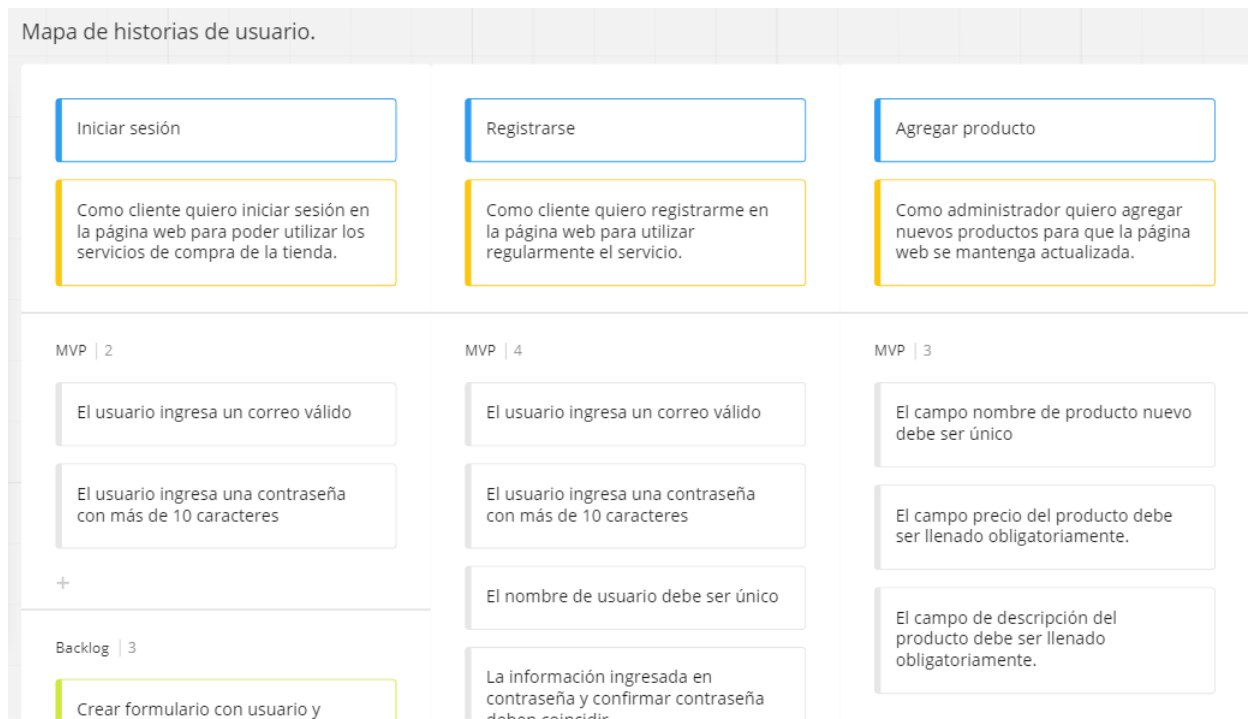 Mapa de historias de usuario.
Iniciar sesión
Como cliente quiero iniciar sesión en
la página web para poder utilizar los
servicios de compra de la tienda.
MVP | 2
El usuario ingresa un correo válido
El usuario ingresa una contraseña
con más de 10 caracteres
+
Backlog | 3
Crear formulario con usuario y
Registrarse
Como cliente quiero registrarme en
la página web para utilizar
regularmente el servicio.
MVP | 4
El usuario ingresa un correo válido
El usuario ingresa una contraseña
con más de 10 caracteres
El nombre de usuario debe ser único
La información ingresada en
contraseña y confirmar contraseña
deben coincidir
Agregar producto
Como administrador quiero agregar
nuevos productos para que la página
web se mantenga actualizada.
MVP | 3
El campo nombre de producto nuevo
debe ser único
El campo precio del producto debe
ser llenado obligatoriamente.
El campo de descripción del
producto debe ser llenado
obligatoriamente.